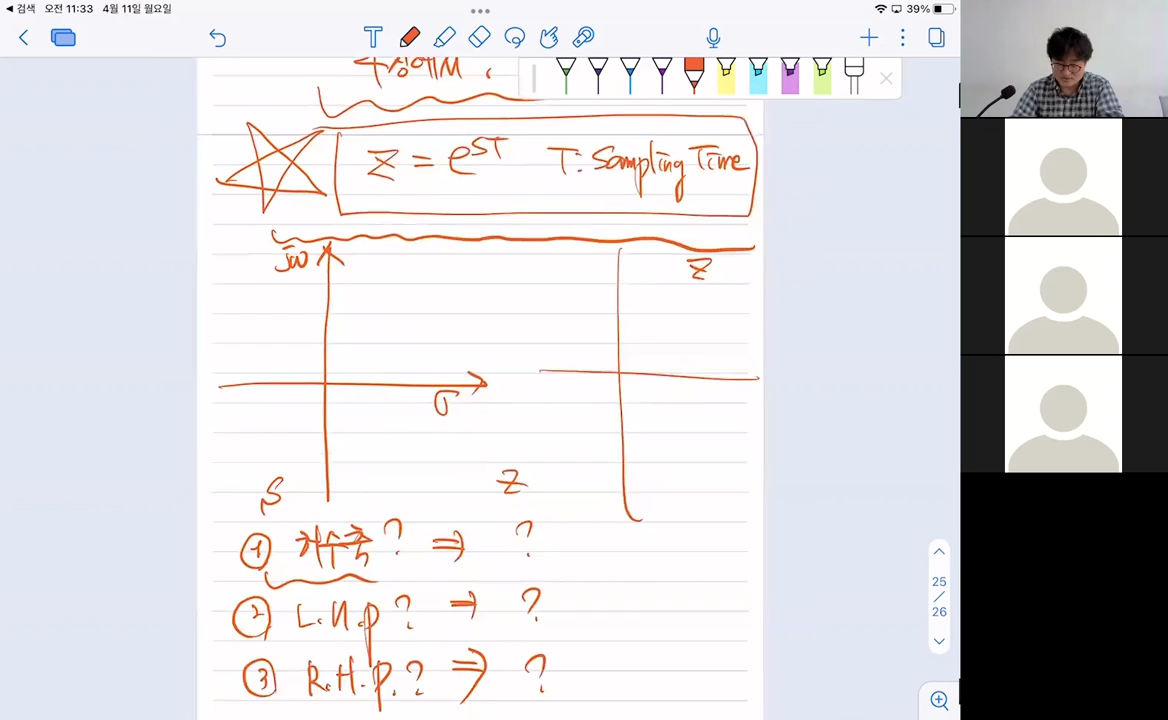 검색 오전 11:33 4월 11일 월요일
39%
Z = e^ST T: Sampling Time
jω
Z
σ
S Z
① 허수축? ⇒ ?
② L.H.P? ⇒ ?
③ R.H.P.? ⇒ ?
25
/
26